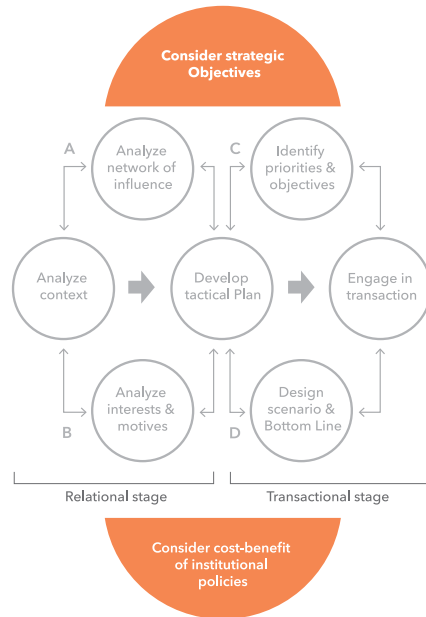 Consider strategic
Objectives
A
Analyze
network of
influence
C
Identify
priorities &
objectives
Analyze
context
Develop
tactical Plan
Engage in
transaction
B
Analyze
interests &
motives
D
Design
scenario &
Bottom Line
Relational stage
Transactional stage
Consider cost-benefit
of institutional
policies